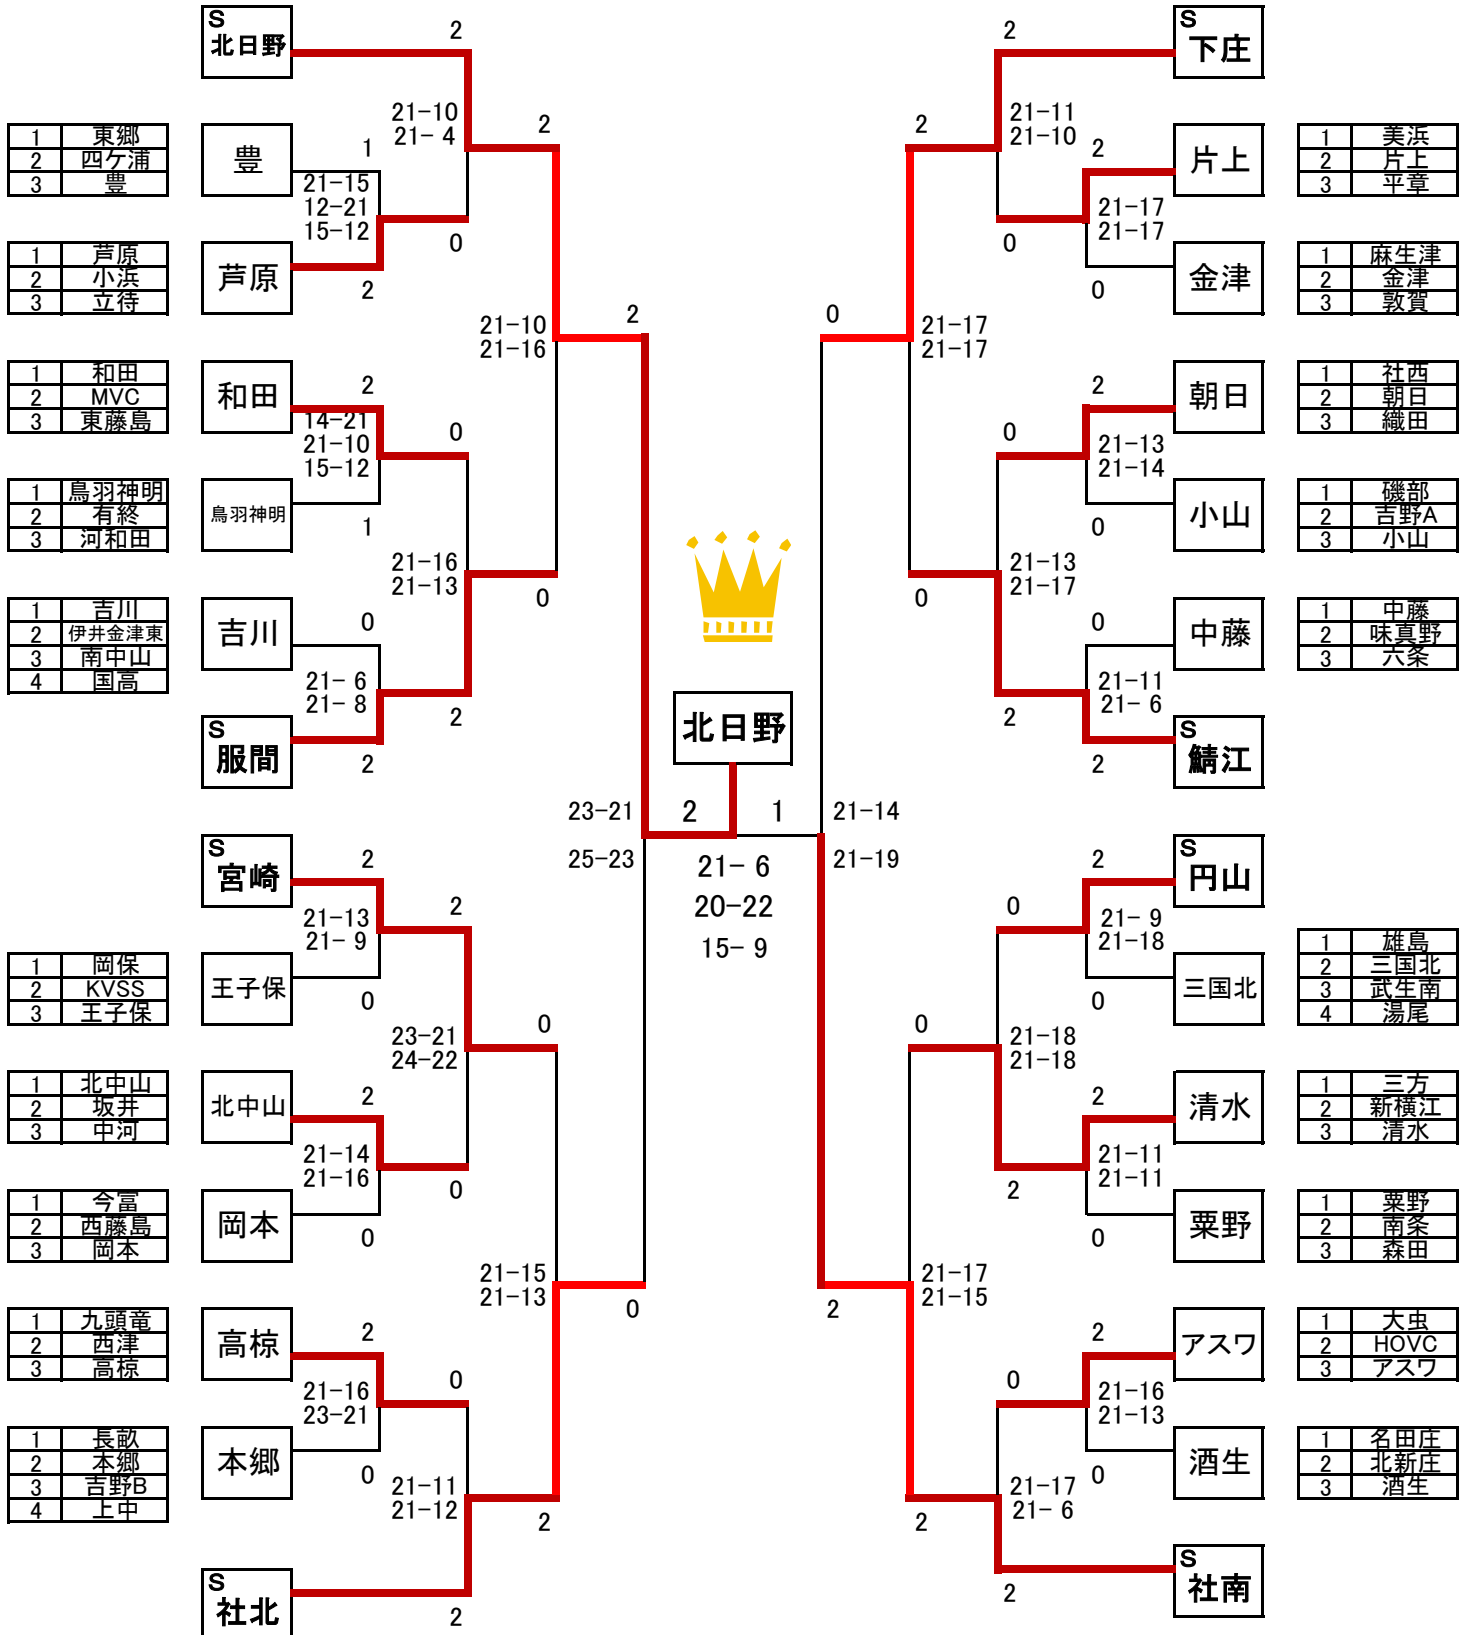 S
北日野
2
21-10
21- 4
2
1 東郷
2 四ケ浦
3 豊
豊
1
21-15
12-21
15-12
0
1 芦原
2 小浜
3 立待
芦原
2
21-10
21-16
2
1 和田
2 MVC
3 東藤島
和田
2
14-21
21-10
15-12
0
1 鳥羽神明
2 有終
3 河和田
鳥羽神明
1
21-16
21-13
0
1 吉川
2 伊井金津東
3 南中山
4 国高
吉川
0
21- 6
21- 8
2
S
服間
2
23-21
25-23
S
宮崎
2
21-13
21- 9
2
1 岡保
2 KVSS
3 王子保
王子保
0
23-21
24-22
0
1 北中山
2 坂井
3 中河
北中山
2
21-14
21-16
0
1 今富
2 西藤島
3 岡本
岡本
0
21-15
21-13
0
1 九頭竜
2 西津
3 高椋
高椋
2
21-16
23-21
0
1 長畝
2 本郷
3 吉野B
4 上中
本郷
0
21-11
21-12
2
S
社北
2
北日野
2 1
21- 6
20-22
15- 9
S
下庄
2
21-11
21-10
2
片上
2
21-17
21-17
0
1 美浜
2 片上
3 平章
金津
0
1 麻生津
2 金津
3 敦賀
0
21-17
21-17
朝日
2
21-13
21-14
0
1 社西
2 朝日
3 織田
小山
0
1 磯部
2 吉野A
3 小山
21-13
21-17
0
中藤
0
21-11
21- 6
2
1 中藤
2 味真野
3 六条
S
鯖江
2
21-14
21-19
S
円山
2
21- 9
21-18
0
三国北
0
1 雄島
2 三国北
3 武生南
4 湯尾
0
21-18
21-18
清水
2
21-11
21-11
2
1 三方
2 新横江
3 清水
粟野
0
1 粟野
2 南条
3 森田
21-17
21-15
2
アスワ
2
21-16
21-13
0
1 大虫
2 HOVC
3 アスワ
酒生
0
1 名田庄
2 北新庄
3 酒生
21-17
21- 6
2
S
社南
2